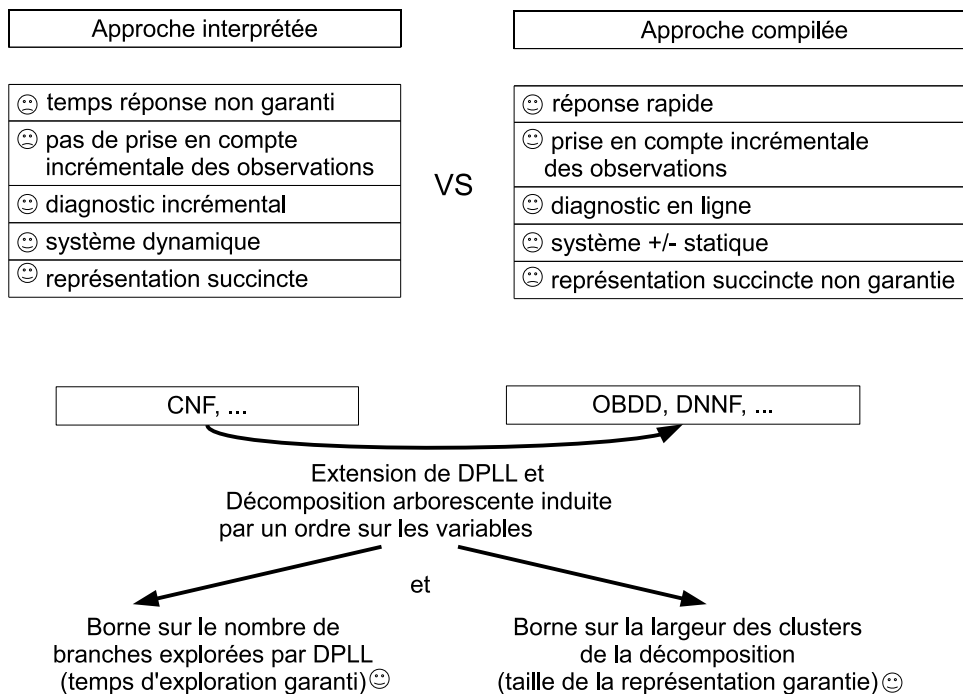 Approche interprétée
Approche compilée
temps réponse non garanti
pas de prise en compte
incrémentale des observations
diagnostic incrémental
système dynamique
représentation succincte
VS
réponse rapide
prise en compte incrémentale
des observations
diagnostic en ligne
système +/- statique
représentation succincte non garantie
CNF, ...
OBDD, DNNF, ...
Extension de DPLL et
Décomposition arborescente induite
par un ordre sur les variables
et
Borne sur le nombre de
branches explorées par DPLL
(temps d'exploration garanti)
Borne sur la largeur des clusters
de la décomposition
(taille de la représentation garantie)